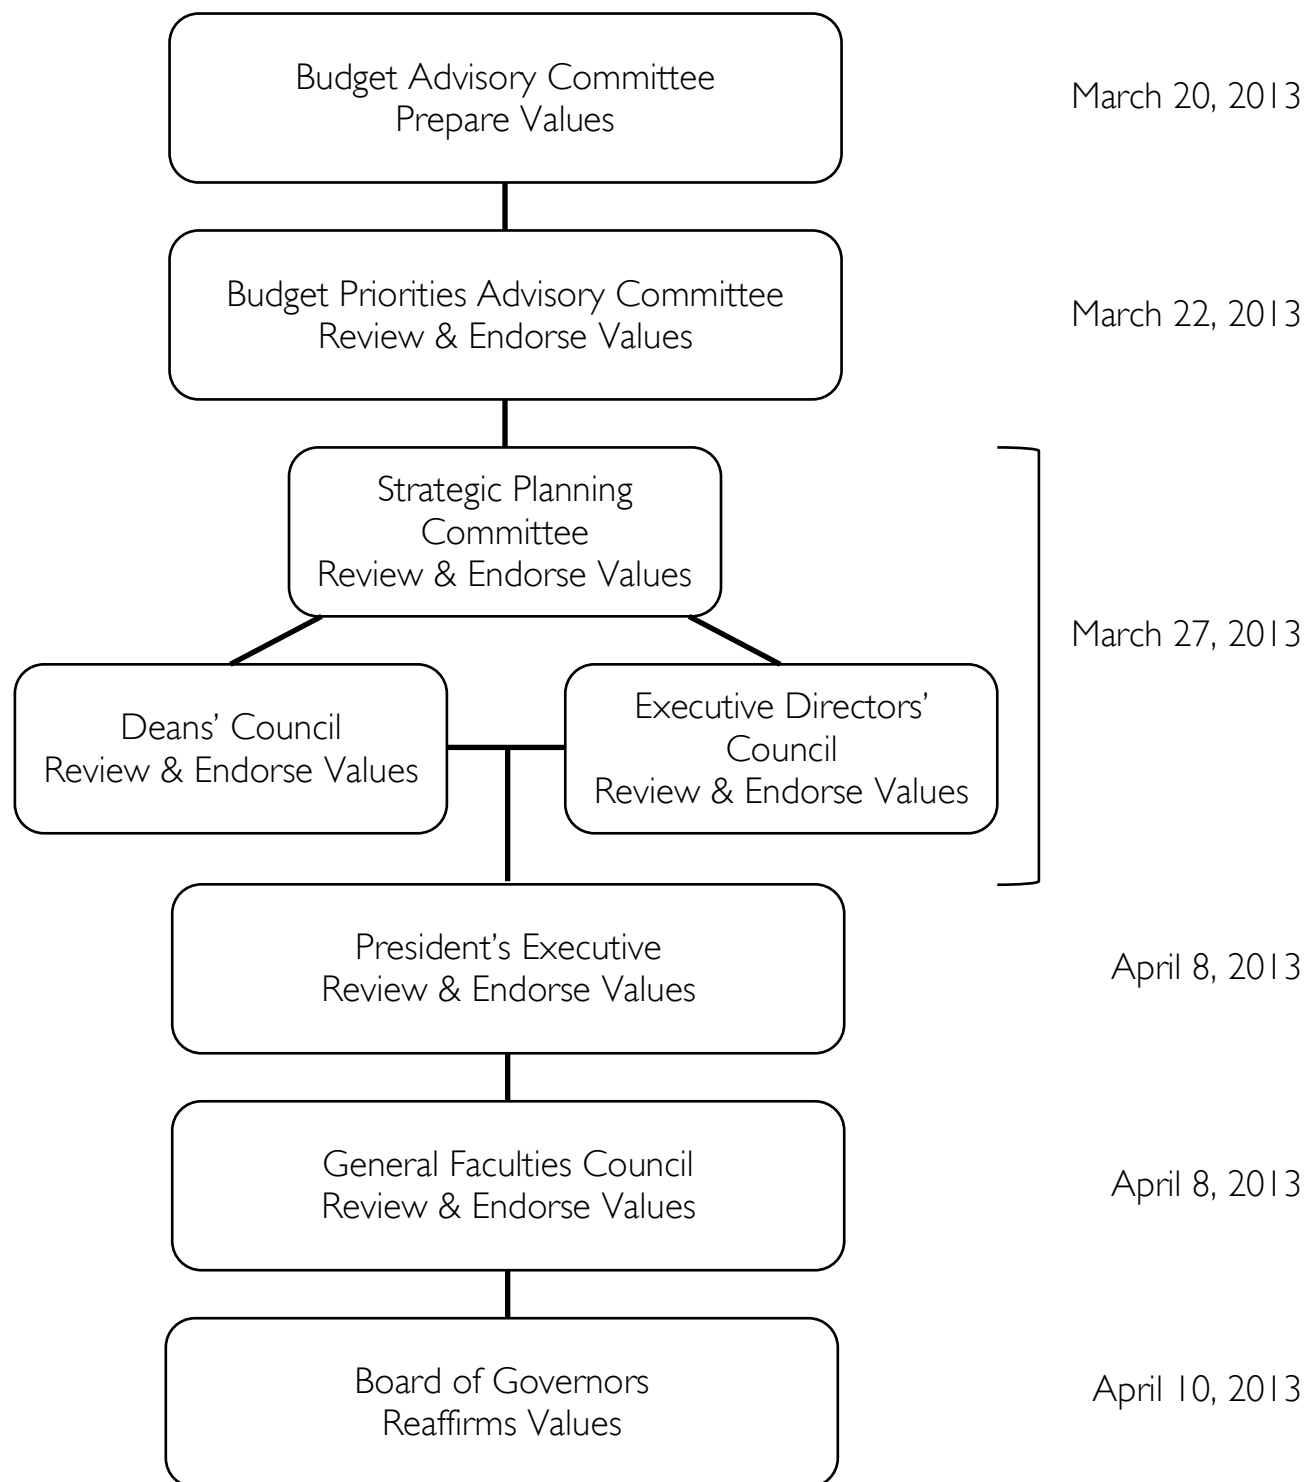 Budget Advisory Committee
Prepare Values
March 20, 2013
Budget Priorities Advisory Committee
Review & Endorse Values
March 22, 2013
Strategic Planning
Committee
Review & Endorse Values
March 27, 2013
Deans’ Council
Review & Endorse Values
Executive Directors’
Council
Review & Endorse Values
President’s Executive
Review & Endorse Values
April 8, 2013
General Faculties Council
Review & Endorse Values
April 8, 2013
Board of Governors
Reaffirms Values
April 10, 2013